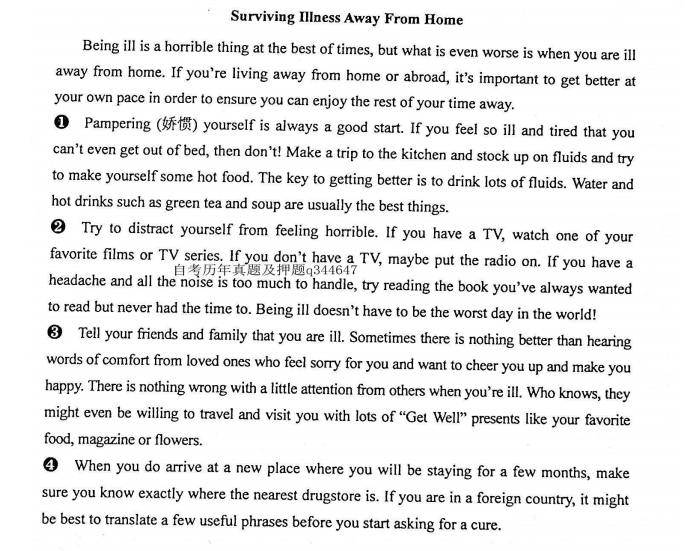 Surviving Illness Away From Home
Being ill is a horrible thing at the best of times, but what is even worse is when you are ill
away from home. If you're living away from home or abroad, it's important to get better at
your own pace in order to ensure you can enjoy the rest of your time away.
❶ Pampering (娇惯) yourself is always a good start. If you feel so ill and tired that you
can't even get out of bed, then don't! Make a trip to the kitchen and stock up on fluids and try
to make yourself some hot food. The key to getting better is to drink lots of fluids. Water and
hot drinks such as green tea and soup are usually the best things.
❷ Try to distract yourself from feeling horrible. If you have a TV, watch one of your
favorite films or TV series. If you don't have a TV, maybe put the radio on. If you have a
自考历年真题及押题q344647
headache and all the noise is too much to handle, try reading the book you've always wanted
to read but never had the time to. Being ill doesn't have to be the worst day in the world!
❸ Tell your friends and family that you are ill. Sometimes there is nothing better than hearing
words of comfort from loved ones who feel sorry for you and want to cheer you up and make you
happy. There is nothing wrong with a little attention from others when you're ill. Who knows, they
might even be willing to travel and visit you with lots of "Get Well" presents like your favorite
food, magazine or flowers.
❹ When you do arrive at a new place where you will be staying for a few months, make
sure you know exactly where the nearest drugstore is. If you are in a foreign country, it might
be best to translate a few useful phrases before you start asking for a cure.